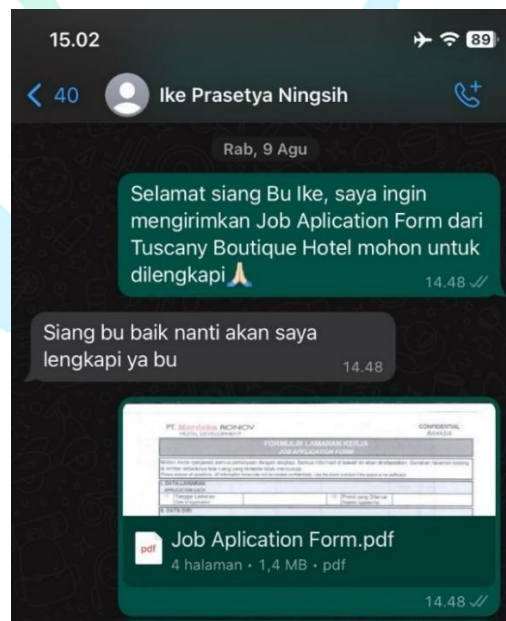 15.02
89
40
Ike Prasetya Ningsih
Rab, 9 Agu
Selamat siang Bu Ike, saya ingin
mengirimkan Job Aplication Form dari
Tuscany Boutique Hotel mohon untuk
dilengkapi🙏🏻
14.48
Siang bu baik nanti akan saya
lengkapi ya bu
14.48
CONFIDENTIAL
RAHASIA
FORMULIR LAMARAN KERJA
JOB APPLICATION FORM
pdf
Job Aplication Form.pdf
4 halaman • 1,4 MB • pdf
14.48